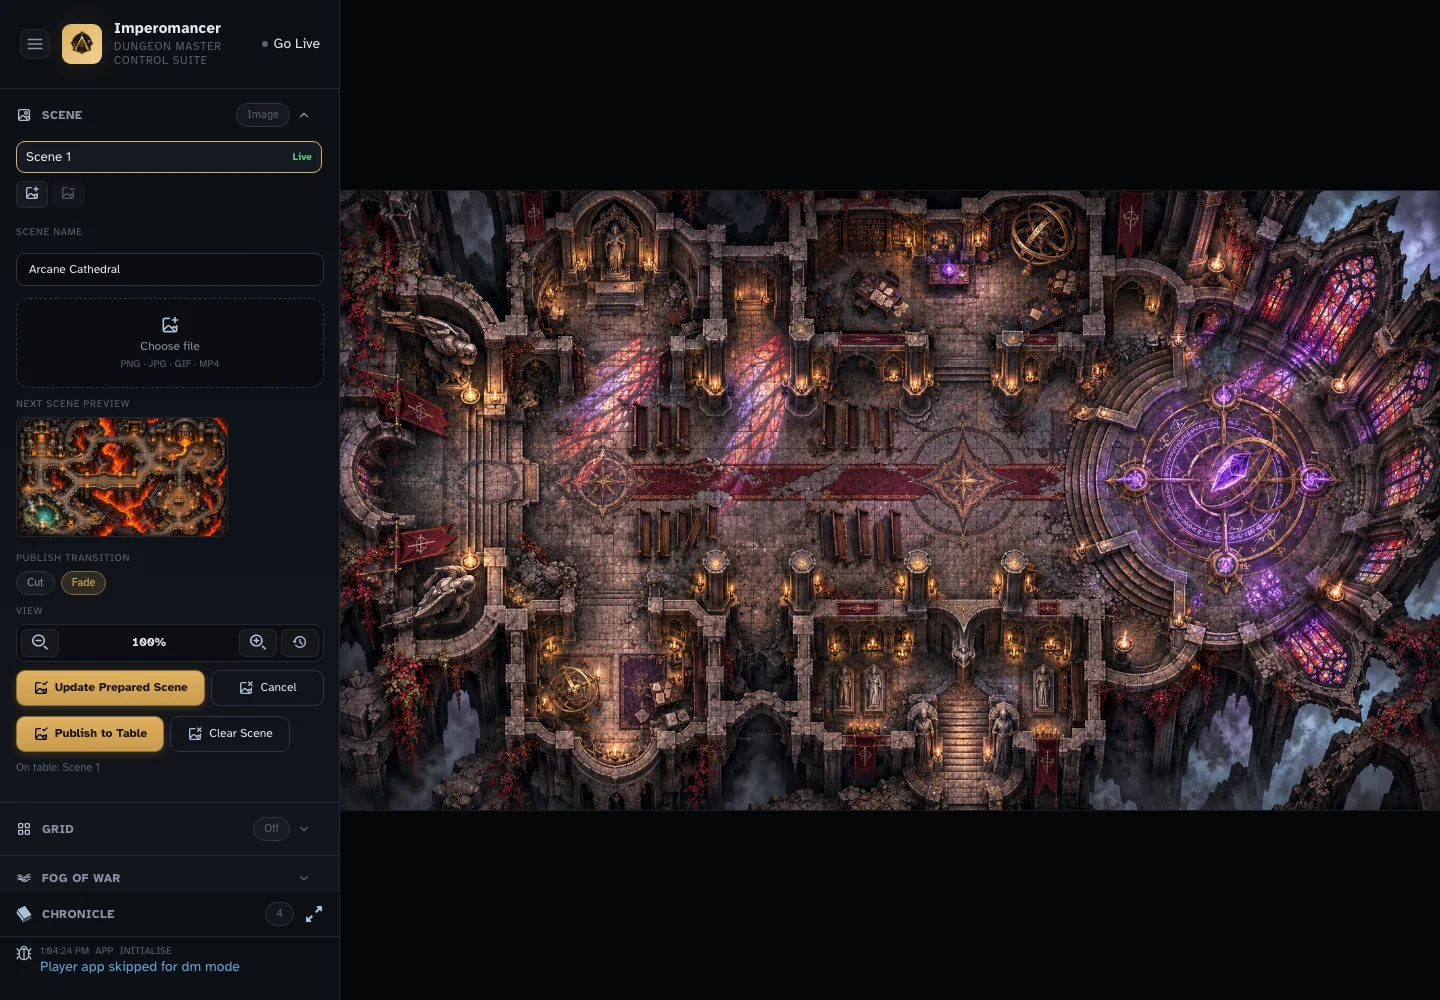 Imperomancer
DUNGEON MASTER
CONTROL SUITE
Go Live
SCENE
Image
Scene 1
Live
SCENE NAME
Arcane Cathedral
Choose file
PNG · JPG · GIF · MP4
NEXT SCENE PREVIEW
PUBLISH TRANSITION
Cut
Fade
VIEW
100%
Update Prepared Scene
Cancel
Publish to Table
Clear Scene
On table: Scene 1
GRID
Off
FOG OF WAR
CHRONICLE
4
1:04:24 PM APP INITIALISE
Player app skipped for dm mode